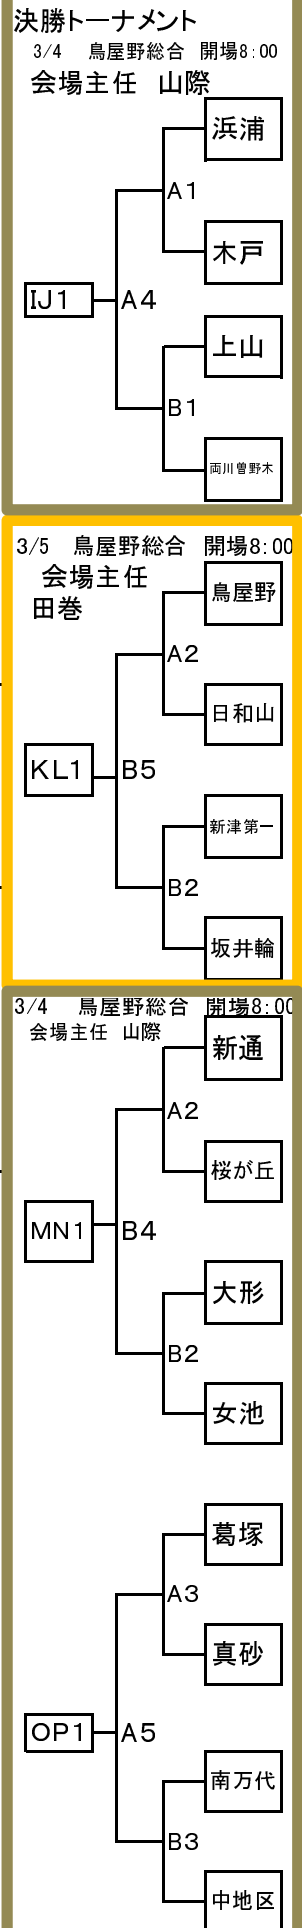 決勝トーナメント
3/4 鳥屋野総合 開場8:00
会場主任 山際
浜浦
A1
木戸
IJ1
A4
上山
B1
両川曽野木
3/5 鳥屋野総合 開場8:00
会場主任
田巻
鳥屋野
A2
日和山
KL1
B5
新津第一
B2
坂井輪
3/4 鳥屋野総合 開場8:00
会場主任 山際
新通
A2
桜が丘
MN1
B4
大形
B2
女池
葛塚
A3
真砂
OP1
A5
南万代
B3
中地区